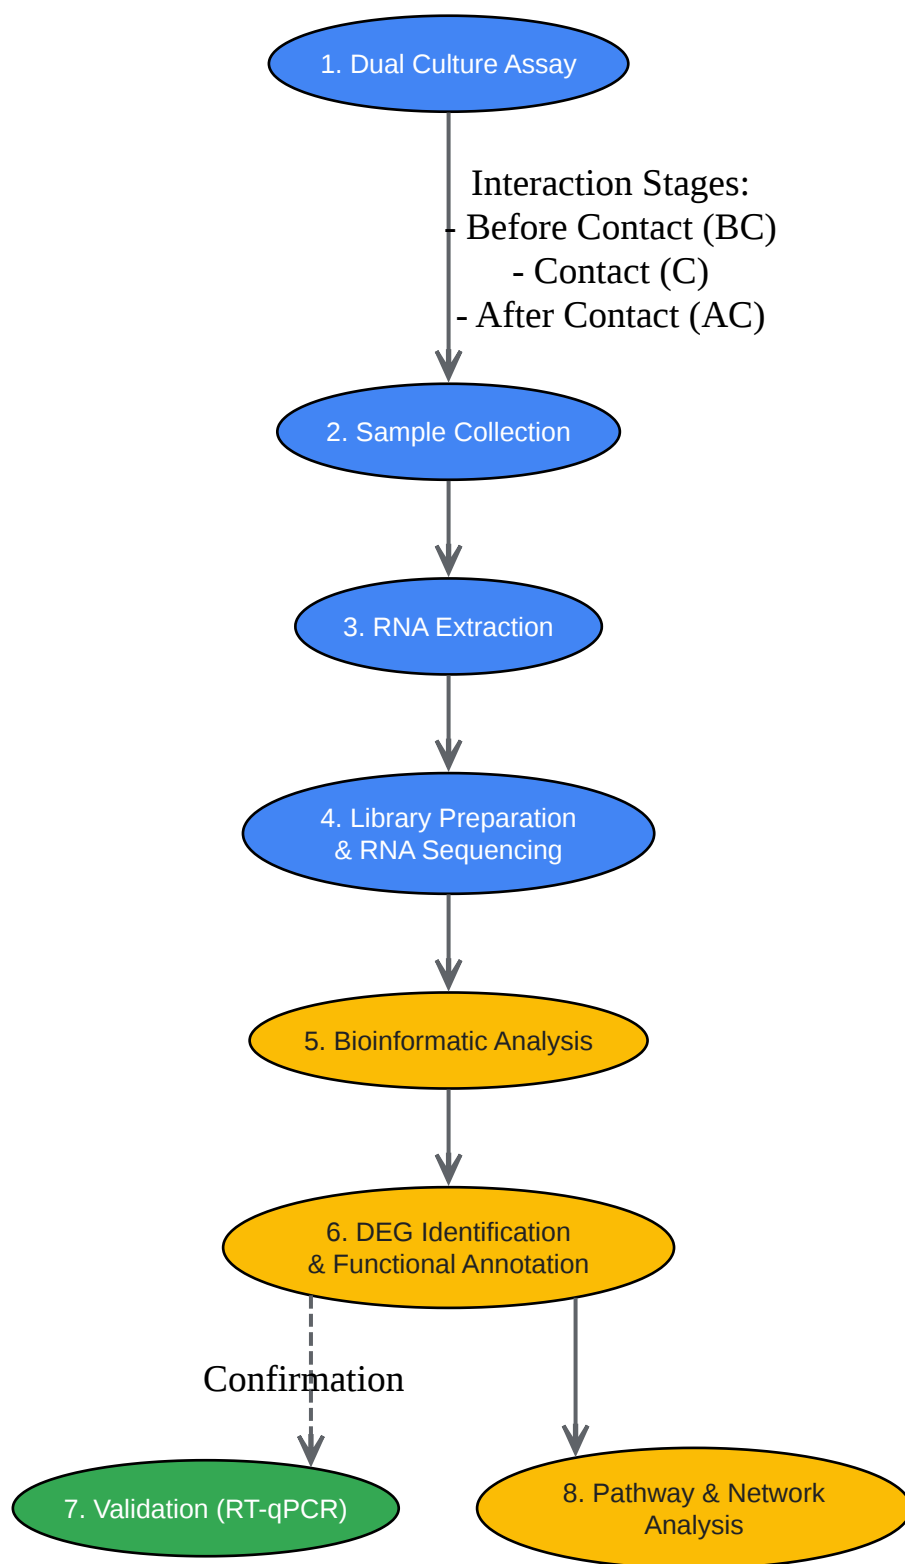 1. Dual Culture Assay
Interaction Stages:
- Before Contact (BC)
- Contact (C)
- After Contact (AC)
2. Sample Collection
3. RNA Extraction
4. Library Preparation
& RNA Sequencing
5. Bioinformatic Analysis
6. DEG Identification
& Functional Annotation
Confirmation
7. Validation (RT-qPCR)
8. Pathway & Network
Analysis